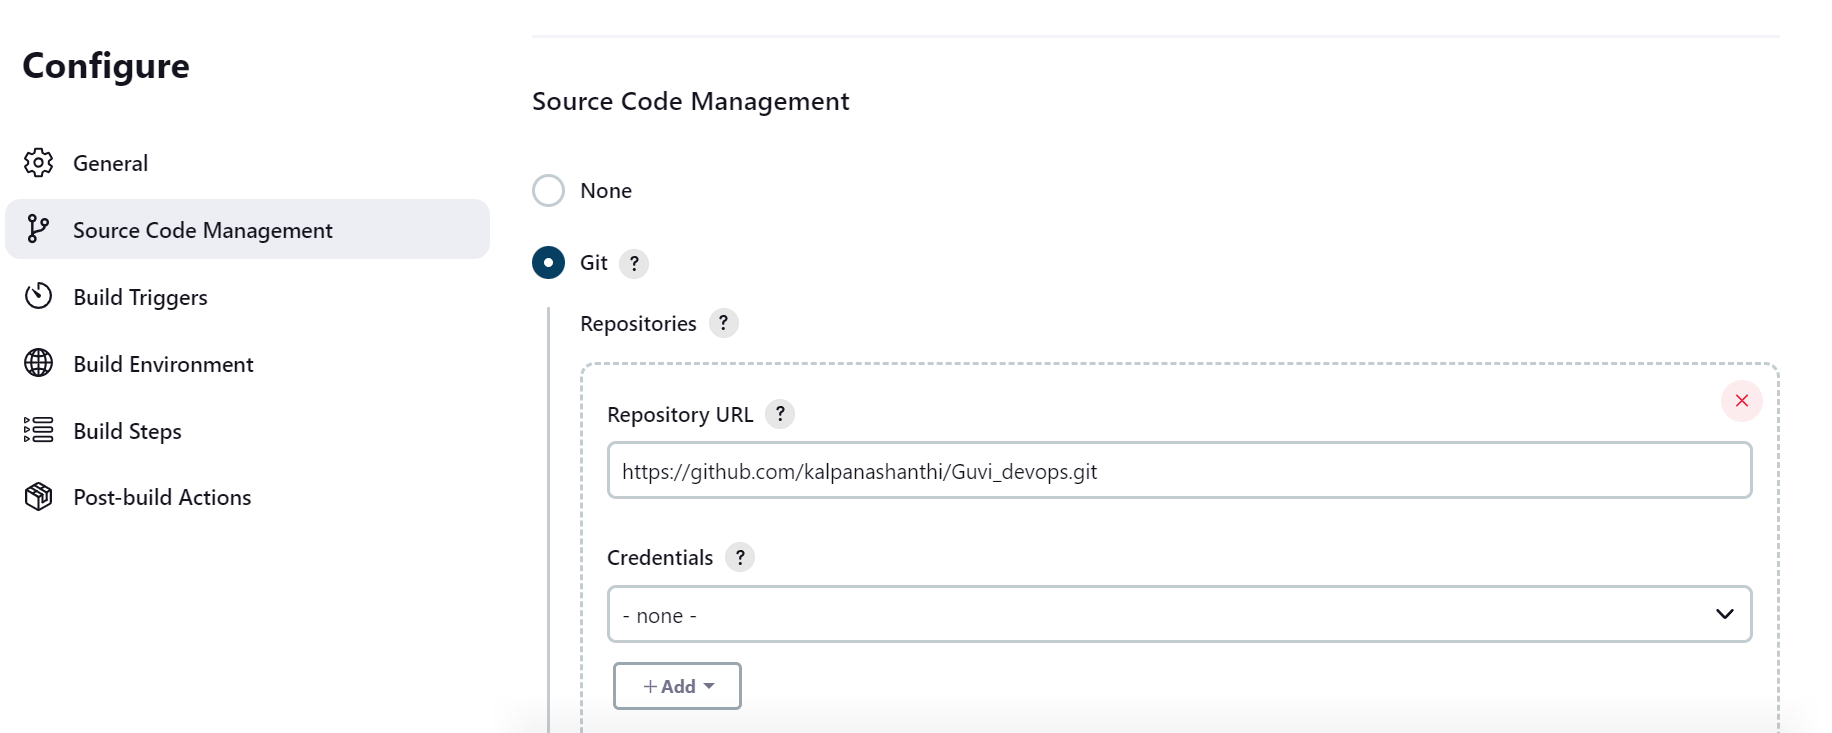 Configure
General
Source Code Management
Build Triggers
Build Environment
Build Steps
Post-build Actions
Source Code Management
None
Git ?
Repositories ?
Repository URL ?
https://github.com/kalpanashanthi/Guvi_devops.git
Credentials ?
- none -
+ Add